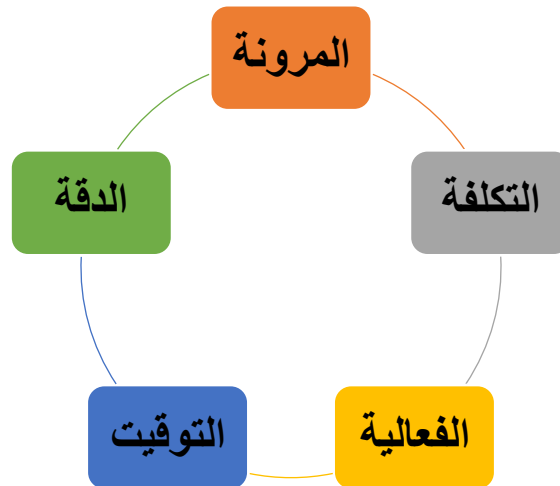 المرونة
التكلفة
الفعالية
التوقيت
الدقة